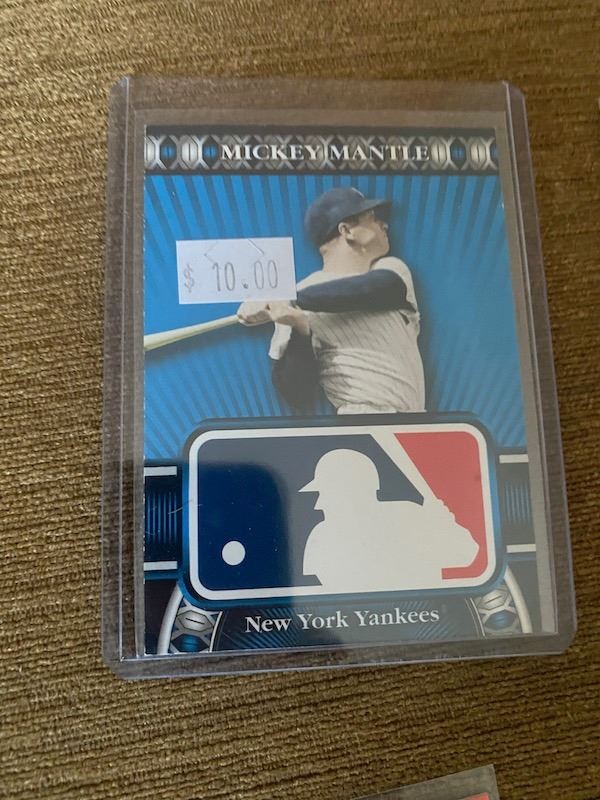 MICKEY MANTLE
$ 10.00
New York Yankees